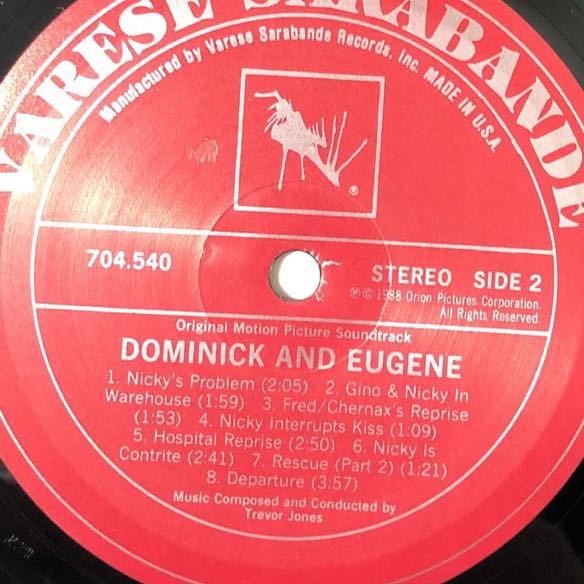 VARESE SARABANDE
Manufactured by Varese Sarabande Records, Inc. MADE IN U.S.A.
®
704.540
STEREO SIDE 2
℗© 1988 Orion Pictures Corporation.
All Rights Reserved.
Original Motion Picture Soundtrack
DOMINICK AND EUGENE
1. Nicky's Problem (2:05) 2. Gino & Nicky In
Warehouse (1:59) 3. Fred/Chernax's Reprise
(1:53) 4. Nicky Interrupts Kiss (1:09)
5. Hospital Reprise (2:50) 6. Nicky Is
Contrite (2:41) 7. Rescue (Part 2) (1:21)
8. Departure (3:57)
Music Composed and Conducted by
Trevor Jones